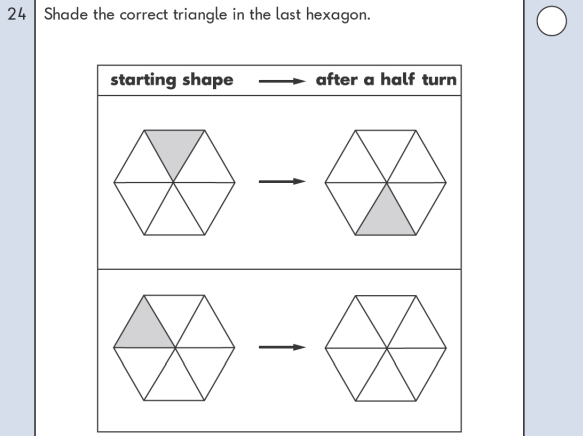 24 Shade the correct triangle in the last hexagon.
starting shape after a half turn